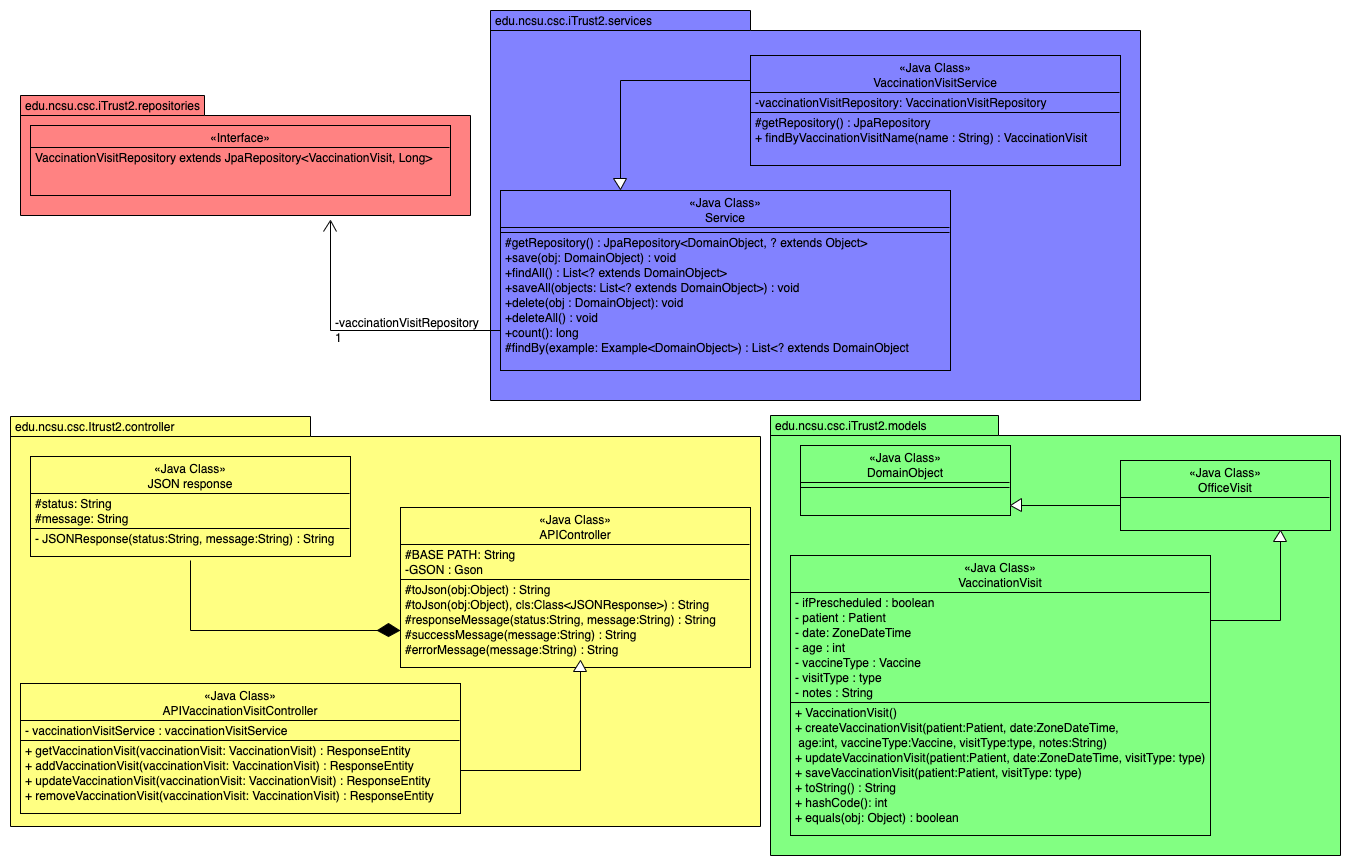 edu.ncsu.csc.iTrust2.services
«Java Class»
VaccinationVisitService
-vaccinationVisitRepository: VaccinationVisitRepository
#getRepository() : JpaRepository
+ findByVaccinationVisitName(name : String) : VaccinationVisit
edu.ncsu.csc.iTrust2.repositories
«Interface»
VaccinationVisitRepository extends JpaRepository<VaccinationVisit, Long>
«Java Class»
Service
#getRepository() : JpaRepository<DomainObject, ? extends Object>
+save(obj: DomainObject) : void
+findAll() : List<? extends DomainObject>
+saveAll(objects: List<? extends DomainObject>) : void
+delete(obj : DomainObject): void
+deleteAll() : void
+count(): long
#findBy(example: Example<DomainObject>) : List<? extends DomainObject
-vaccinationVisitRepository
1
edu.ncsu.csc.Itrust2.controller
«Java Class»
JSON response
#status: String
#message: String
- JSONResponse(status:String, message:String) : String
«Java Class»
APIController
#BASE PATH: String
-GSON : Gson
#toJson(obj:Object) : String
#toJson(obj:Object), cls:Class<JSONResponse>) : String
#responseMessage(status:String, message:String) : String
#successMessage(message:String) : String
#errorMessage(message:String) : String
«Java Class»
APIVaccinationVisitController
- vaccinationVisitService : vaccinationVisitService
+ getVaccinationVisit(vaccinationVisit: VaccinationVisit) : ResponseEntity
+ addVaccinationVisit(vaccinationVisit: VaccinationVisit) : ResponseEntity
+ updateVaccinationVisit(vaccinationVisit: VaccinationVisit) : ResponseEntity
+ removeVaccinationVisit(vaccinationVisit: VaccinationVisit) : ResponseEntity
edu.ncsu.csc.iTrust2.models
«Java Class»
DomainObject
«Java Class»
OfficeVisit
«Java Class»
VaccinationVisit
- ifPrescheduled : boolean
- patient : Patient
- date: ZoneDateTime
- age : int
- vaccineType : Vaccine
- visitType : type
- notes : String
+ VaccinationVisit()
+ createVaccinationVisit(patient:Patient, date:ZoneDateTime,
age:int, vaccineType:Vaccine, visitType:type, notes:String)
+ updateVaccinationVisit(patient:Patient, date:ZoneDateTime, visitType: type)
+ saveVaccinationVisit(patient:Patient, visitType: type)
+ toString() : String
+ hashCode(): int
+ equals(obj: Object) : boolean